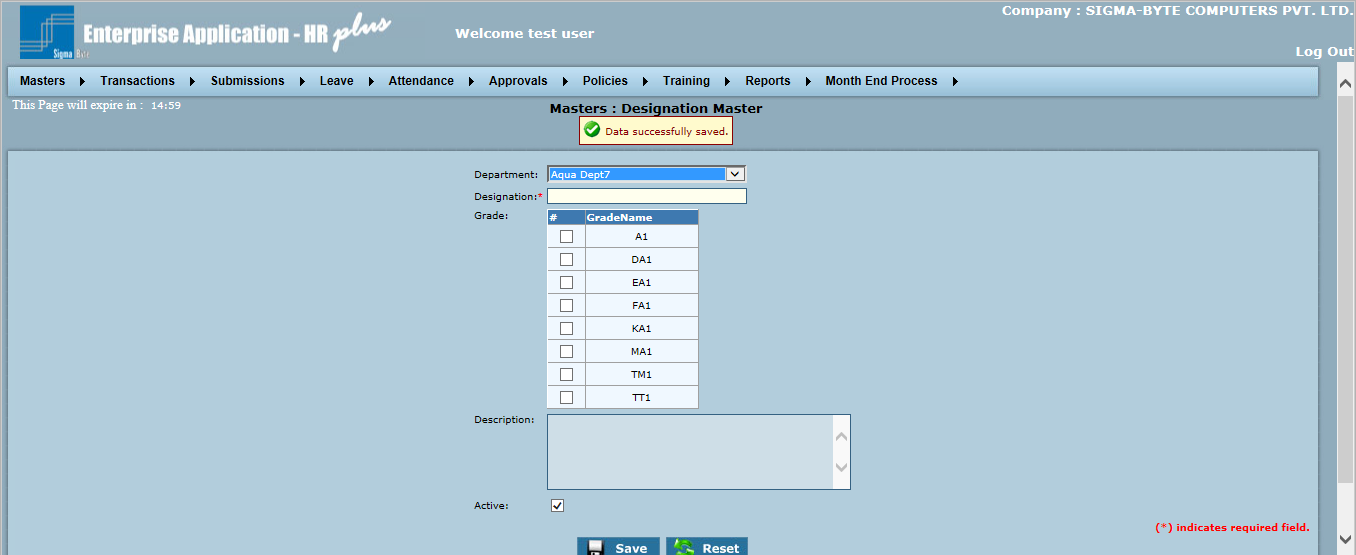 Company : SIGMA-BYTE COMPUTERS PVT. LTD.
Sigma Byte
Enterprise Application - HR plus
Welcome test user
Log Out
Masters Transactions Submissions Leave Attendance Approvals Policies Training Reports Month End Process
This Page will expire in : 14:59
Masters : Designation Master
Data successfully saved.
Department: Aqua Dept7
Designation:*
Grade:
# GradeName
A1
DA1
EA1
FA1
KA1
MA1
TM1
TT1
Description:
Active:
(*) indicates required field.
Save Reset